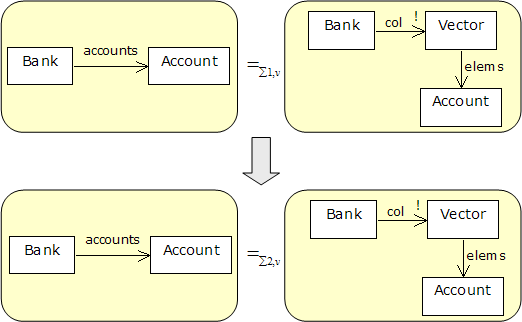 accounts
Bank
Account
=Σ1,v
Bank
col
!
Vector
elems
Account
accounts
Bank
Account
=Σ2,v
Bank
col
!
Vector
elems
Account